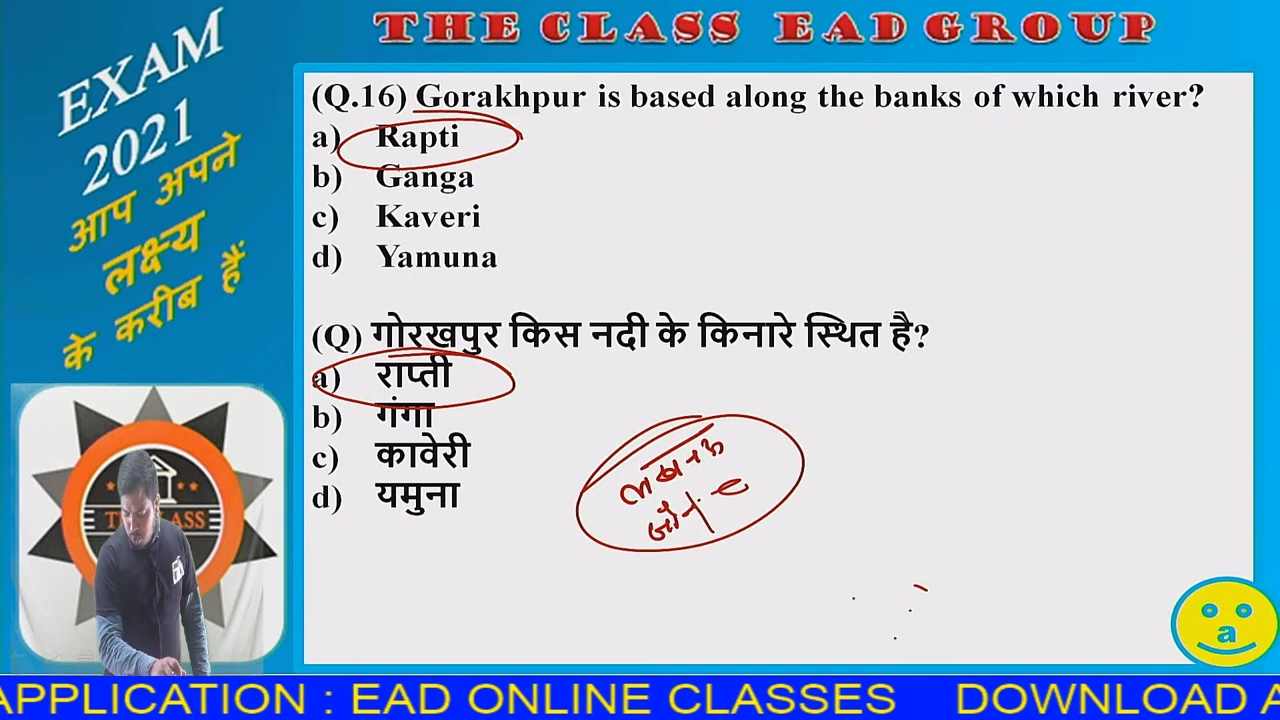 THE CLASS EAD GROUP
EXAM
2021
आप अपने
लक्ष्य
के करीब हैं
(Q.16) Gorakhpur is based along the banks of which river?
a) Rapti
b) Ganga
c) Kaveri
d) Yamuna
(Q) गोरखपुर किस नदी के किनारे स्थित है?
a) राप्ती
b) गंगा
c) कावेरी
d) यमुना
a
APPLICATION : EAD ONLINE CLASSES DOWNLOAD A